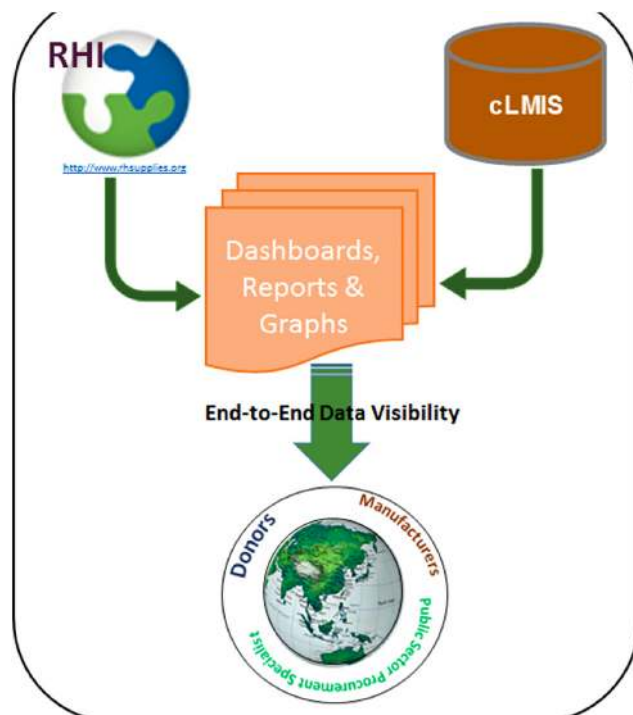 RHI
http://www.rhsupplies.org
cLMIS
Dashboards,
Reports &
Graphs
End-to-End Data Visibility
Donors
Manufacturers
Public Sector Procurement Specialist